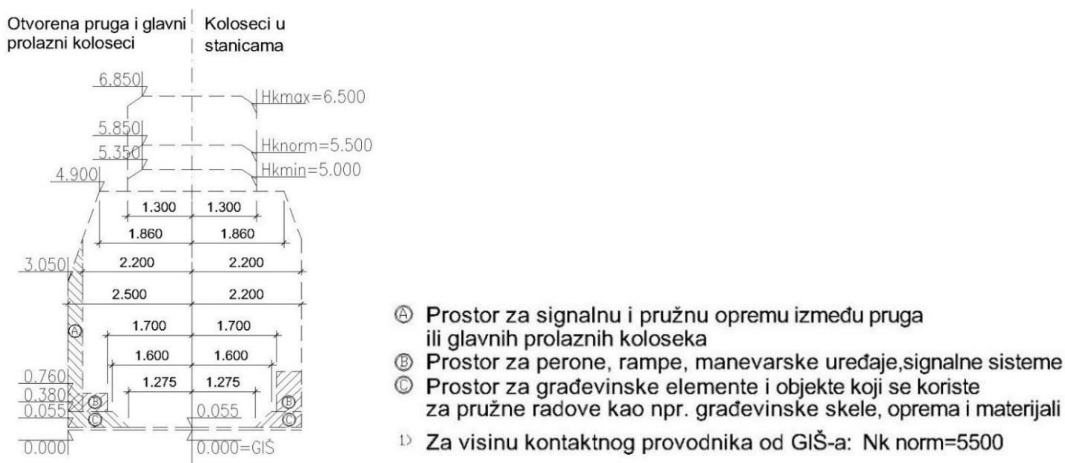 Otvorena pruga i glavni
prolazni koloseci
Koloseci u
stanicama
6.850
Hkmax=6.500
5.850
Hknorm=5.500
5.350
Hkmin=5.000
4.900
1.300 1.300
1.860 1.860
3.050
2.200 2.200
2.500 2.200
A
1.700 1.700
1.600 1.600
0.760
1.275 1.275
0.380
B B
0.055
0.055
C C
0.000
0.000=GIŠ
A Prostor za signalnu i pružnu opremu između pruga
ili glavnih prolaznih koloseka
B Prostor za perone, rampe, manevarske uređaje,signalne sisteme
C Prostor za građevinske elemente i objekte koji se koriste
za pružne radove kao npr. građevinske skele, oprema i materijali
1) Za visinu kontaktnog provodnika od GIŠ-a: Nk norm=5500